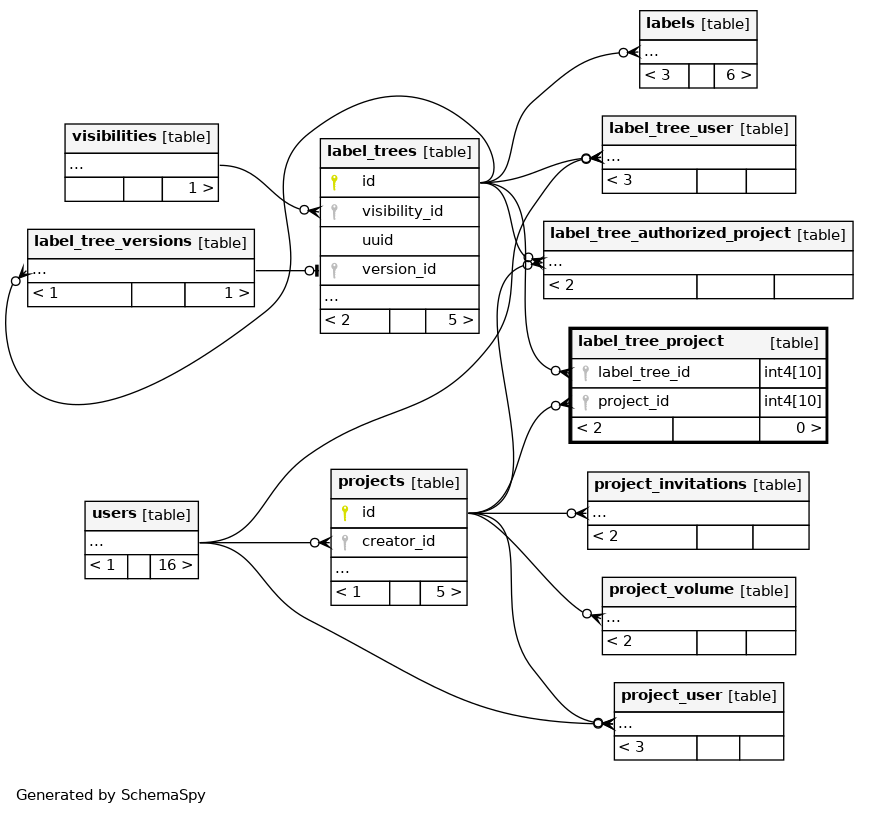 labels [table]
...
< 3 6 >
visibilities [table]
...
1 >
label_trees [table]
id
visibility_id
uuid
version_id
...
< 2 5 >
label_tree_user [table]
...
< 3
label_tree_versions [table]
...
< 1 1 >
label_tree_authorized_project [table]
...
< 2
label_tree_project [table]
label_tree_id int4[10]
project_id int4[10]
< 2 0 >
users [table]
...
< 1 16 >
projects [table]
id
creator_id
...
< 1 5 >
project_invitations [table]
...
< 2
project_volume [table]
...
< 2
project_user [table]
...
< 3
Generated by SchemaSpy